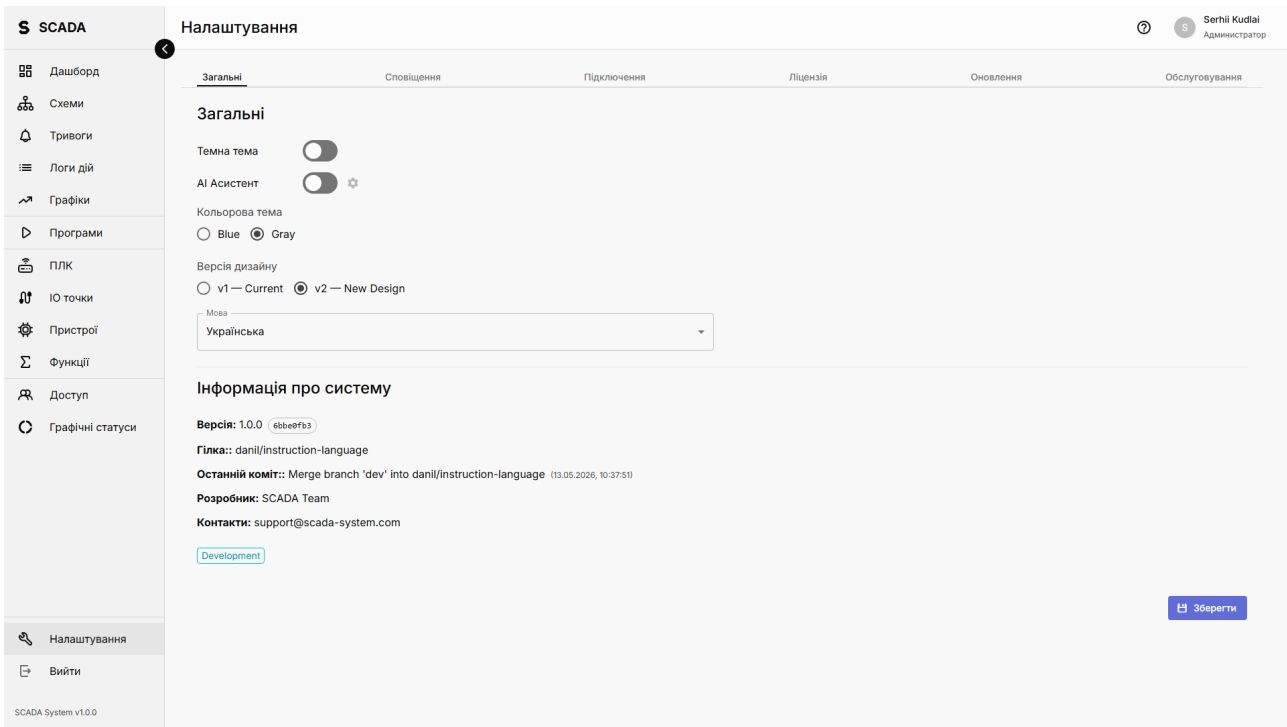 SCADA
Налаштування
S
Serhii Kudlai
Администратор
Дашборд
Схеми
Тривоги
Логи дій
Графіки
Програми
ПЛК
IO точки
Пристрої
Функції
Доступ
Графічні статуси
Налаштування
Вийти
SCADA System v1.0.0
Загальні Сповіщення Підключення Ліцензія Оновлення Обслуговування
Загальні
Темна тема
AI Асистент
Кольорова тема
Blue Gray
Версія дизайну
v1 — Current v2 — New Design
Мова
Українська
Інформація про систему
Версія: 1.0.0 6bbe0fb3
Гілка:: danil/instruction-language
Останній коміт:: Merge branch 'dev' into danil/instruction-language (13.05.2026, 10:37:51)
Розробник: SCADA Team
Контакти: support@scada-system.com
Development
Зберегти